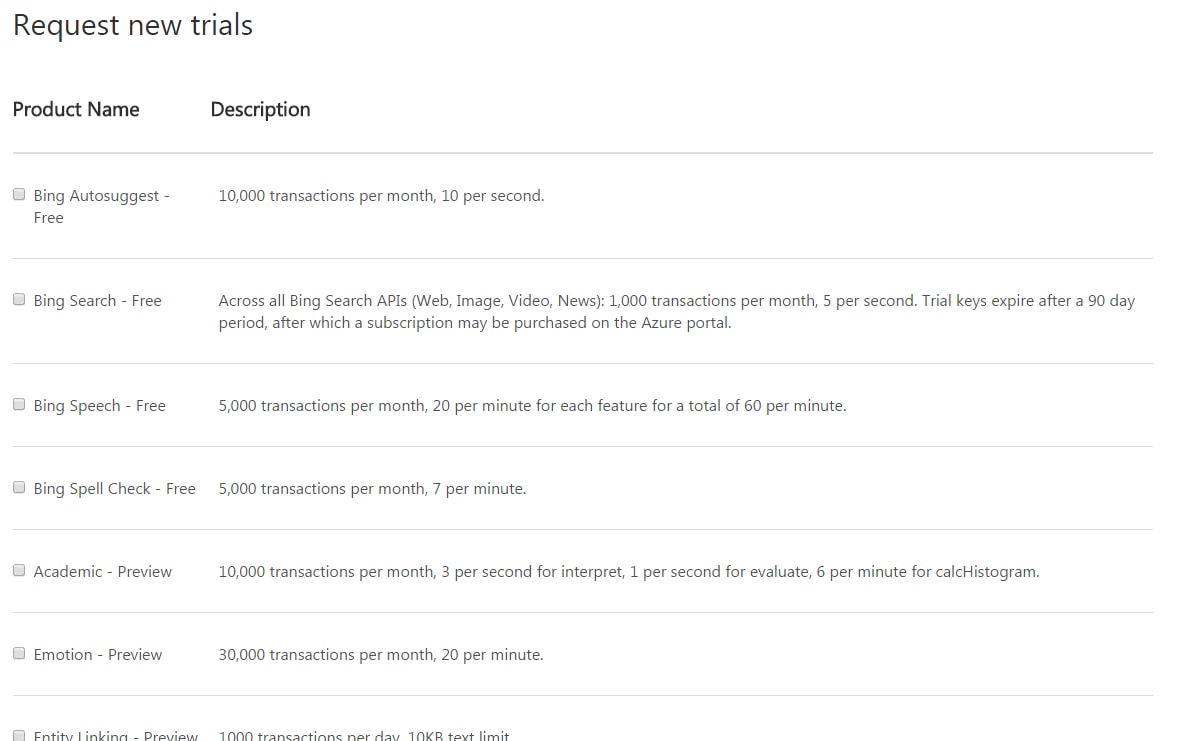 Request new trials
Product Name Description
Bing Autosuggest - 10,000 transactions per month, 10 per second.
Free
Bing Search - Free Across all Bing Search APIs (Web, Image, Video, News): 1,000 transactions per month, 5 per second. Trial keys expire after a 90 day
period, after which a subscription may be purchased on the Azure portal.
Bing Speech - Free 5,000 transactions per month, 20 per minute for each feature for a total of 60 per minute.
Bing Spell Check - Free 5,000 transactions per month, 7 per minute.
Academic - Preview 10,000 transactions per month, 3 per second for interpret, 1 per second for evaluate, 6 per minute for calcHistogram.
Emotion - Preview 30,000 transactions per month, 20 per minute.
Entity Linking - Preview 1000 transactions per day, 10KB text limit